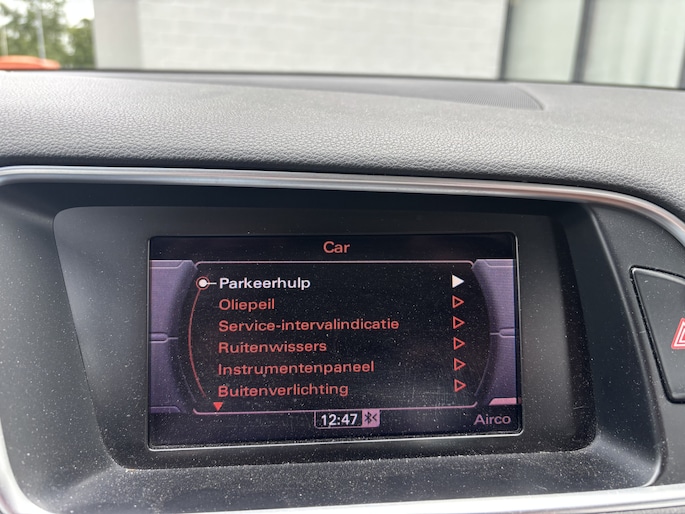 Car
Parkeerhulp
Oliepeil
Service-intervalindicatie
Ruitenwissers
Instrumentenpaneel
Buitenverlichting
12:47
Airco